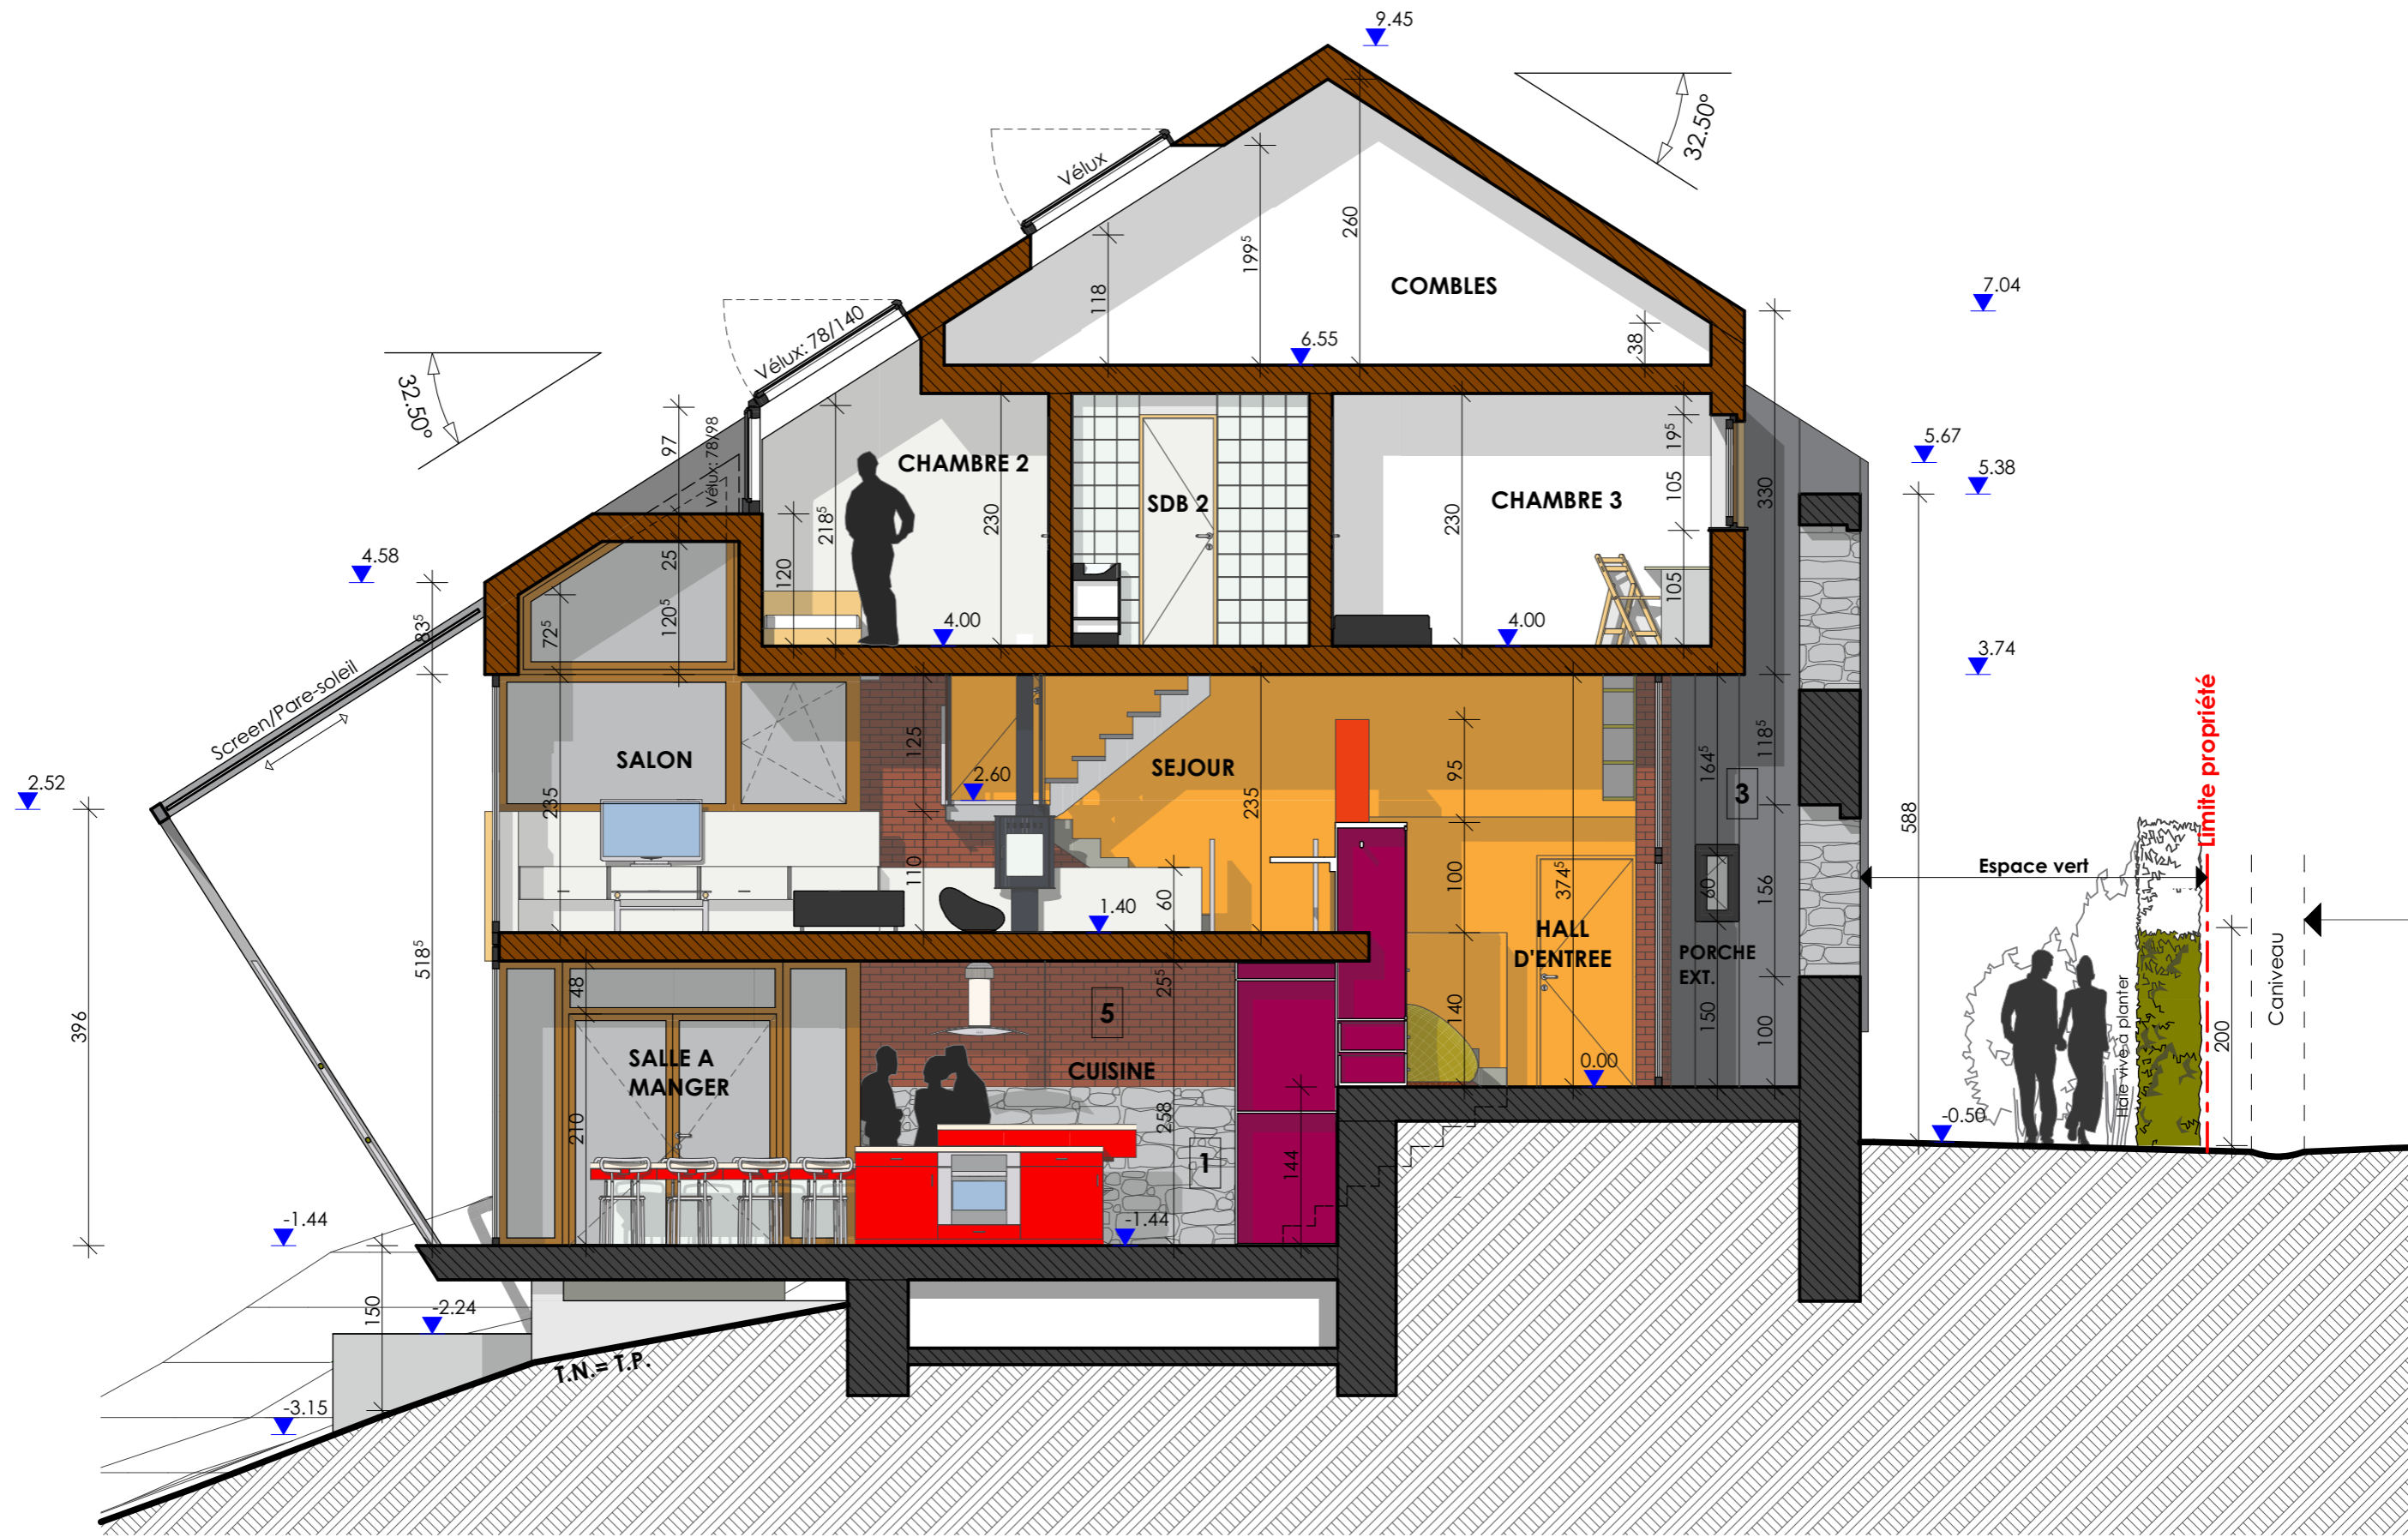 9.45
32.50°
Vélux
199⁵
260
118
COMBLES
7.04
38
6.55
Vélux: 78/140
32.50°
97
Vélux: 78/98
218⁵
CHAMBRE 2
230
SDB 2
230
CHAMBRE 3
19⁵
105
330
5.67
5.38
4.58
120
25
120⁵
72⁵
83⁵
4.00
4.00
105
3.74
Screen/Pare-soleil
SALON
125
2.60
SEJOUR
95
164⁵
118⁵
3
588
Limite propriété
2.52
235
235
110
60
1.40
100
374⁵
60
156
Espace vert
HALL
D'ENTREE
PORCHE
EXT.
518⁵
396
48
25⁵
5
140
150
100
Haie vive à planter
200
Caniveau
SALLE A
MANGER
CUISINE
0.00
-0.50
210
258
1
144
-1.44
-1.44
150
-2.24
T.N.= T.P.
-3.15